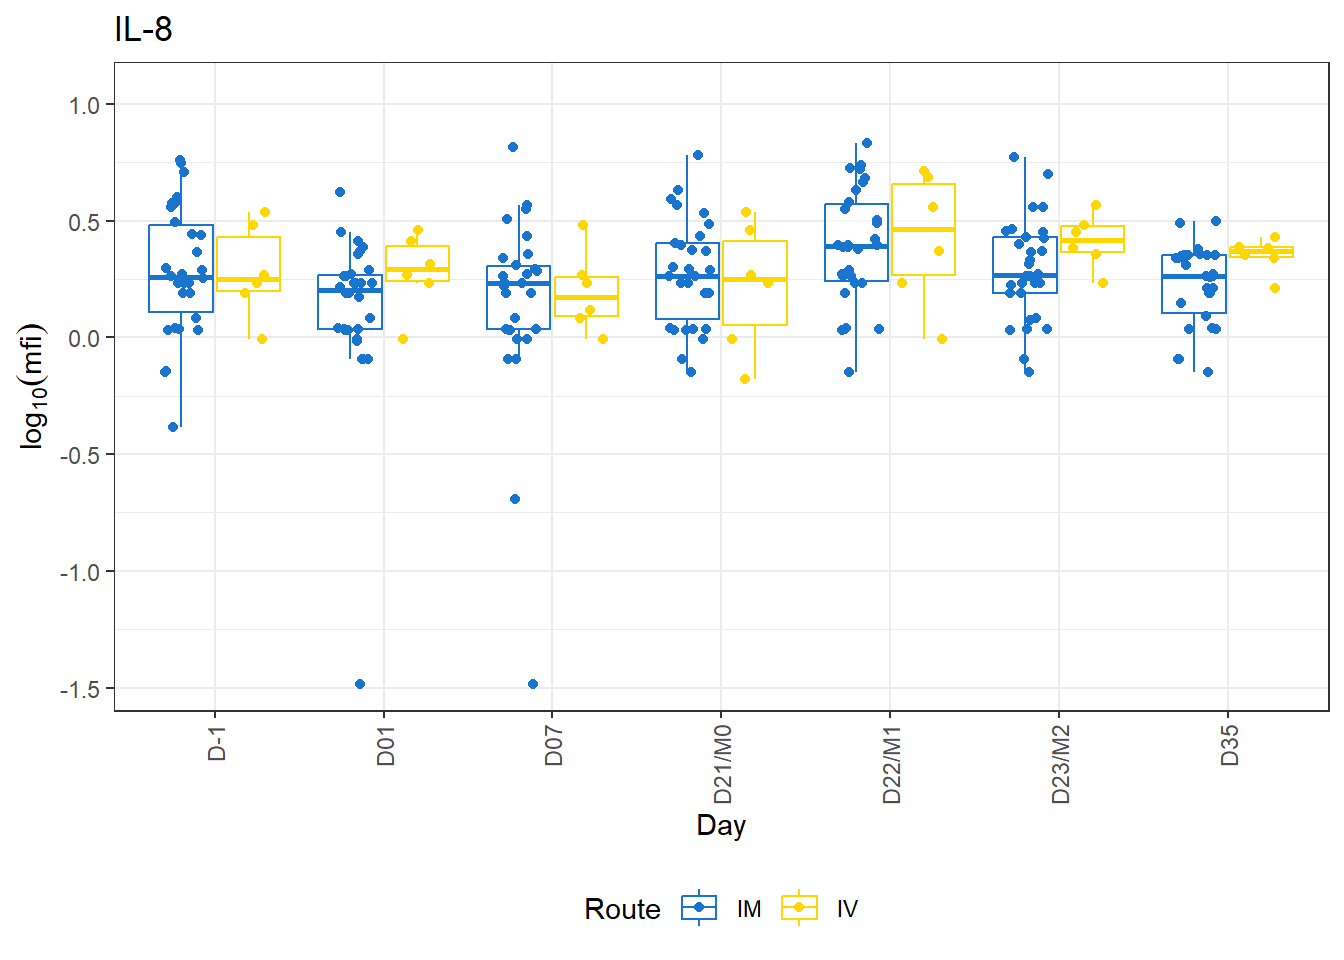 IL-8
1.0
0.5
0.0
-0.5
-1.0
-1.5
log10(mfi)
D-1
D01
D07
D21/M0
D22/M1
D23/M2
D35
Day
Route IM IV